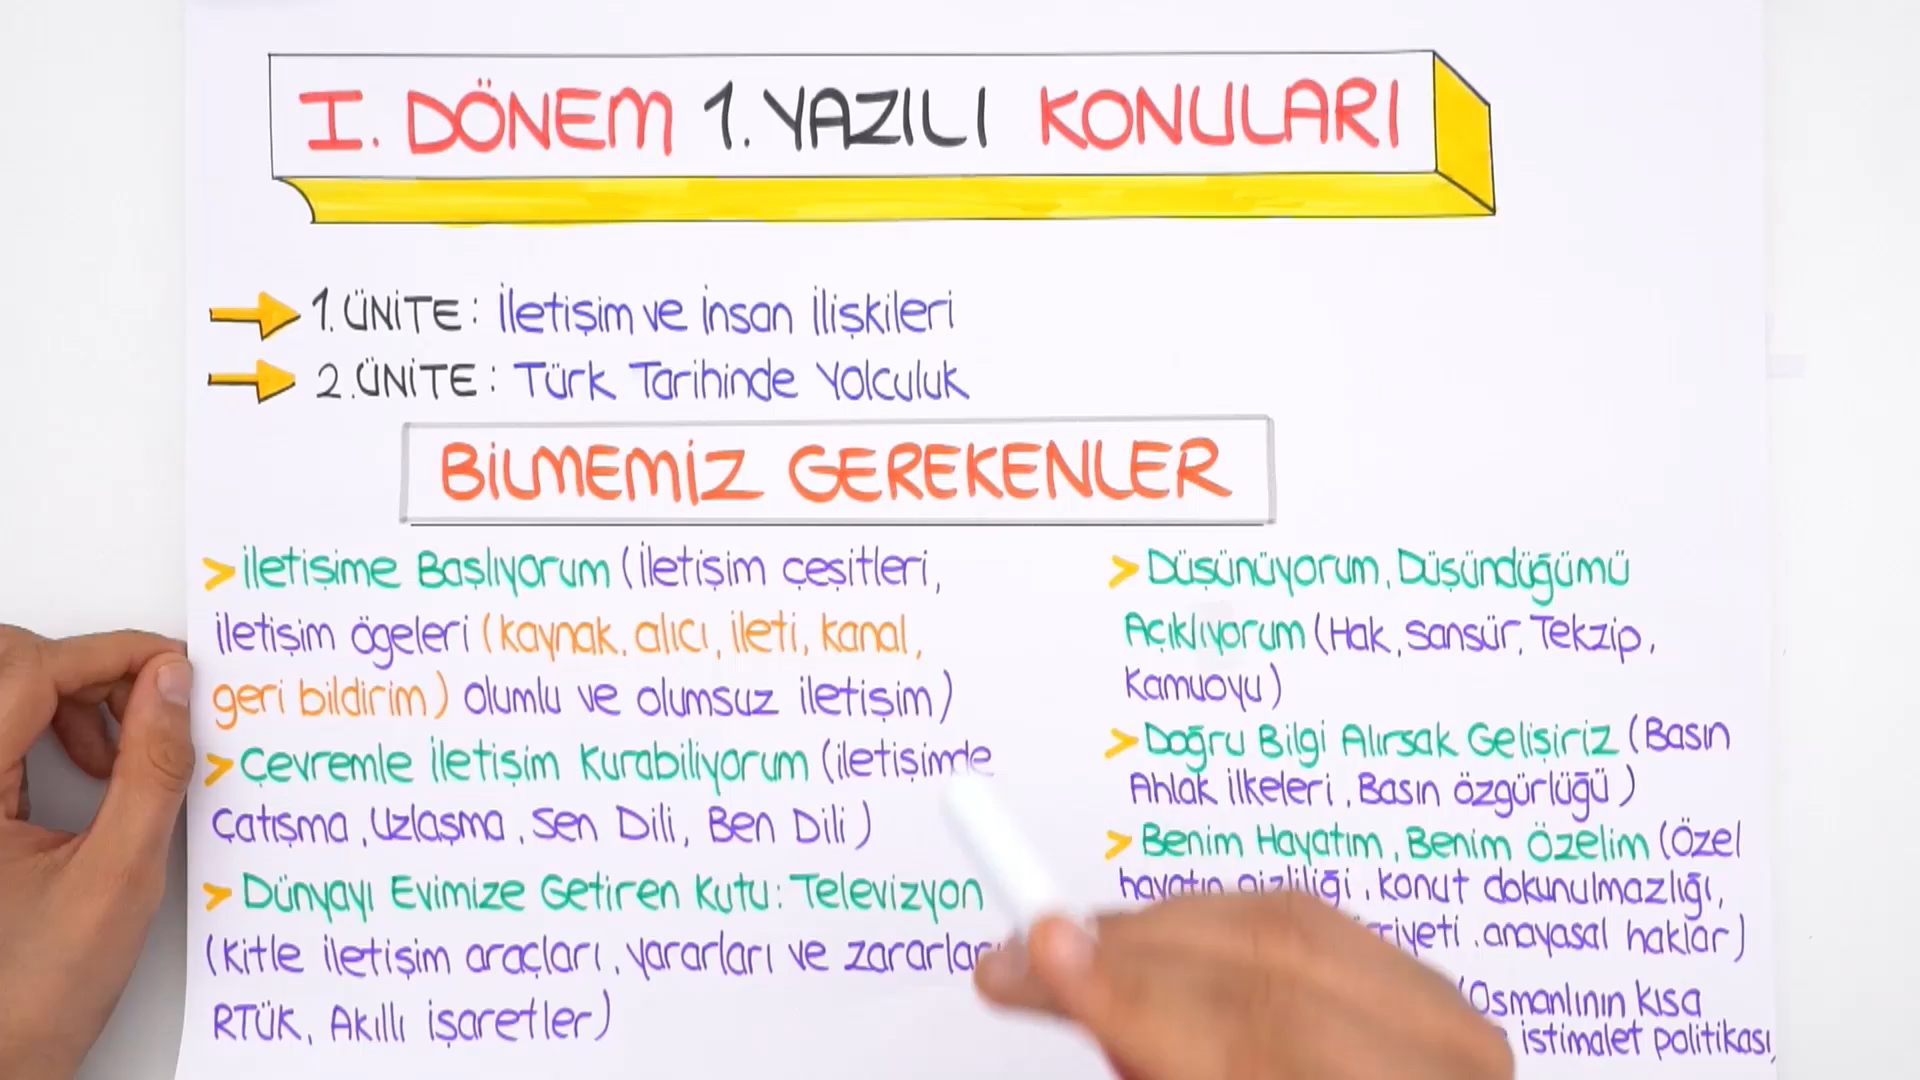 I. DÖNEM 1. YAZILI KONULARI
1. ÜNİTE: İletişim ve İnsan İlişkileri
2. ÜNİTE: Türk Tarihinde Yolculuk
BİLMEMİZ GEREKENLER
> İletişime Başlıyorum (İletişim çeşitleri,
iletişim ögeleri (kaynak, alıcı, ileti, kanal,
geri bildirim) olumlu ve olumsuz iletişim)
> Çevremle İletişim Kurabiliyorum (iletişimde
Çatışma, Uzlaşma, Sen Dili, Ben Dili)
> Dünyayı Evimize Getiren Kutu: Televizyon
(Kitle iletişim araçları, yararları ve zararları
RTÜK, Akıllı işaretler)
> Düşünüyorum, Düşündüğümü
Açıklıyorum (Hak, Sansür, Tekzip,
Kamuoyu)
> Doğru Bilgi Alırsak Gelişiriz (Basın
Ahlak ilkeleri, Basın özgürlüğü)
> Benim Hayatım, Benim Özelim (Özel
hayatın gizliliği, Konut dokunulmazlığı,
anayasal haklar)
(Osmanlının Kısa
istimalet politikası,